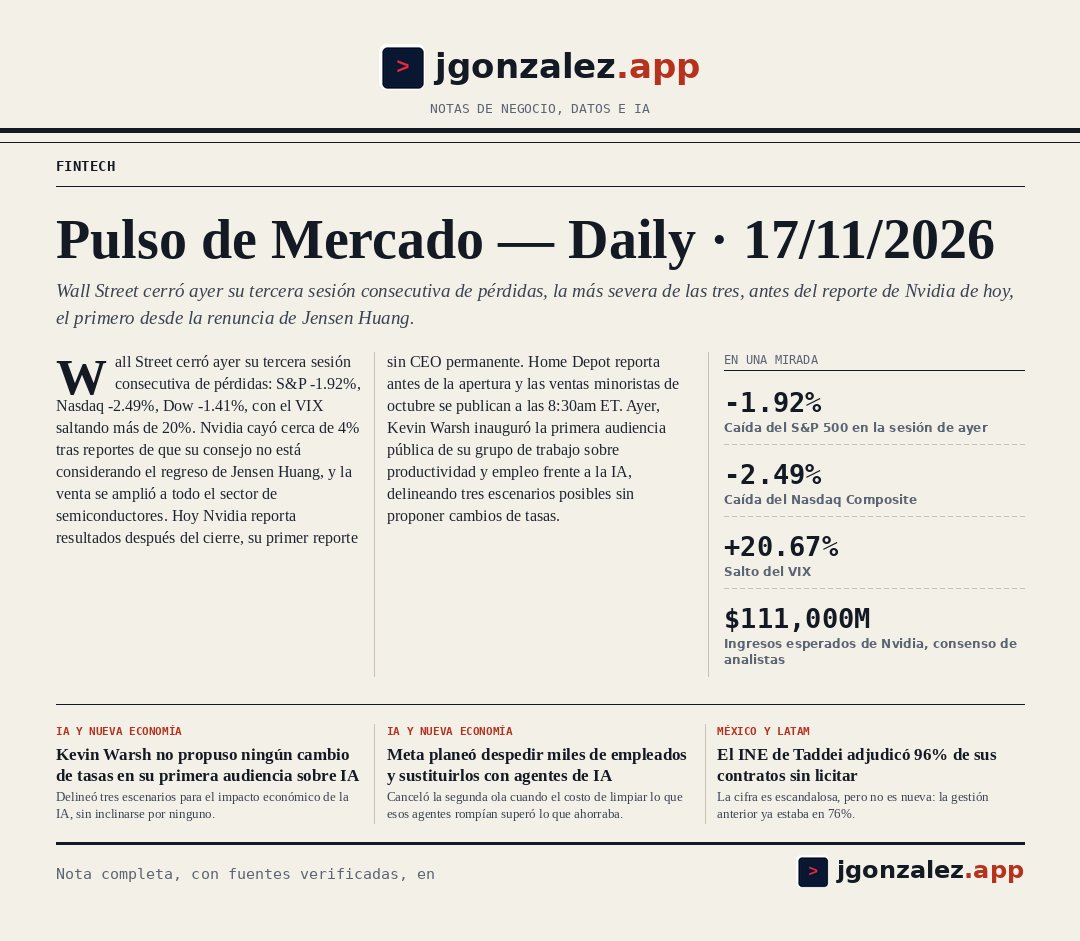 > jgonzalez.app
NOTAS DE NEGOCIO, DATOS E IA
FINTECH
Pulso de Mercado — Daily · 17/11/2026
Wall Street cerró ayer su tercera sesión consecutiva de pérdidas, la más severa de las tres, antes del reporte de Nvidia de hoy,
el primero desde la renuncia de Jensen Huang.
Wall Street cerró ayer su tercera sesión
consecutiva de pérdidas: S&P -1.92%,
Nasdaq -2.49%, Dow -1.41%, con el VIX
saltando más de 20%. Nvidia cayó cerca de 4%
tras reportes de que su consejo no está
considerando el regreso de Jensen Huang, y la
venta se amplió a todo el sector de
semiconductores. Hoy Nvidia reporta
resultados después del cierre, su primer reporte
sin CEO permanente. Home Depot reporta
antes de la apertura y las ventas minoristas de
octubre se publican a las 8:30am ET. Ayer,
Kevin Warsh inauguró la primera audiencia
pública de su grupo de trabajo sobre
productividad y empleo frente a la IA,
delineando tres escenarios posibles sin
proponer cambios de tasas.
EN UNA MIRADA
-1.92%
Caída del S&P 500 en la sesión de ayer
-2.49%
Caída del Nasdaq Composite
+20.67%
Salto del VIX
$111,000M
Ingresos esperados de Nvidia, consenso de
analistas
IA Y NUEVA ECONOMÍA
Kevin Warsh no propuso ningún cambio
de tasas en su primera audiencia sobre IA
Delineó tres escenarios para el impacto económico de la
IA, sin inclinarse por ninguno.
IA Y NUEVA ECONOMÍA
Meta planeó despedir miles de empleados
y sustituirlos con agentes de IA
Canceló la segunda ola cuando el costo de limpiar lo que
esos agentes rompían superó lo que ahorraba.
MÉXICO Y LATAM
El INE de Taddei adjudicó 96% de sus
contratos sin licitar
La cifra es escandalosa, pero no es nueva: la gestión
anterior ya estaba en 76%.
Nota completa, con fuentes verificadas, en
> jgonzalez.app